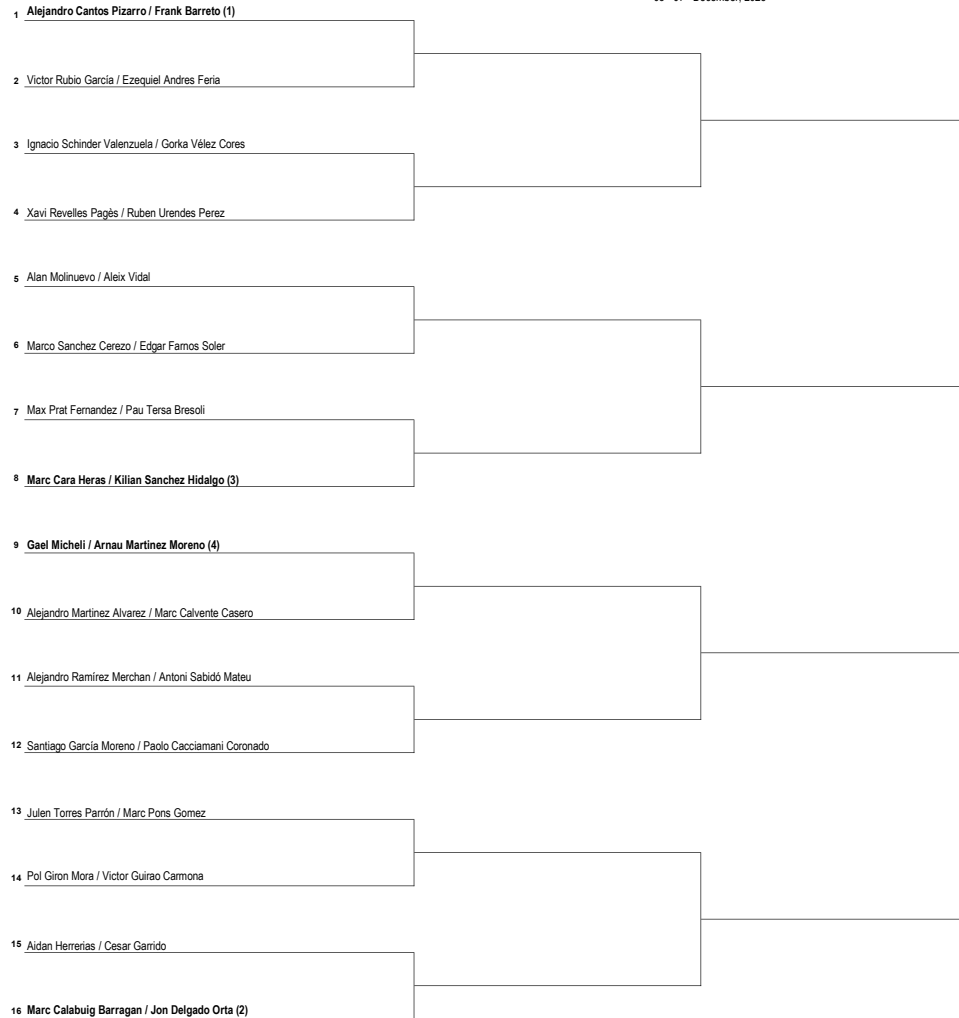 1 Alejandro Cantos Pizarro / Frank Barreto (1)
2 Victor Rubio García / Ezequiel Andres Feria
3 Ignacio Schinder Valenzuela / Gorka Vélez Cores
4 Xavi Revelles Pagès / Ruben Urendes Perez
5 Alan Molinuevo / Aleix Vidal
6 Marco Sanchez Cerezo / Edgar Farnos Soler
7 Max Prat Fernandez / Pau Tersa Bresoli
8 Marc Cara Heras / Kilian Sanchez Hidalgo (3)
9 Gael Micheli / Arnau Martinez Moreno (4)
10 Alejandro Martinez Alvarez / Marc Calvente Casero
11 Alejandro Ramírez Merchan / Antoni Sabidó Mateu
12 Santiago García Moreno / Paolo Cacciamani Coronado
13 Julen Torres Parrón / Marc Pons Gomez
14 Pol Giron Mora / Victor Guirao Carmona
15 Aidan Herrerias / Cesar Garrido
16 Marc Calabuig Barragan / Jon Delgado Orta (2)